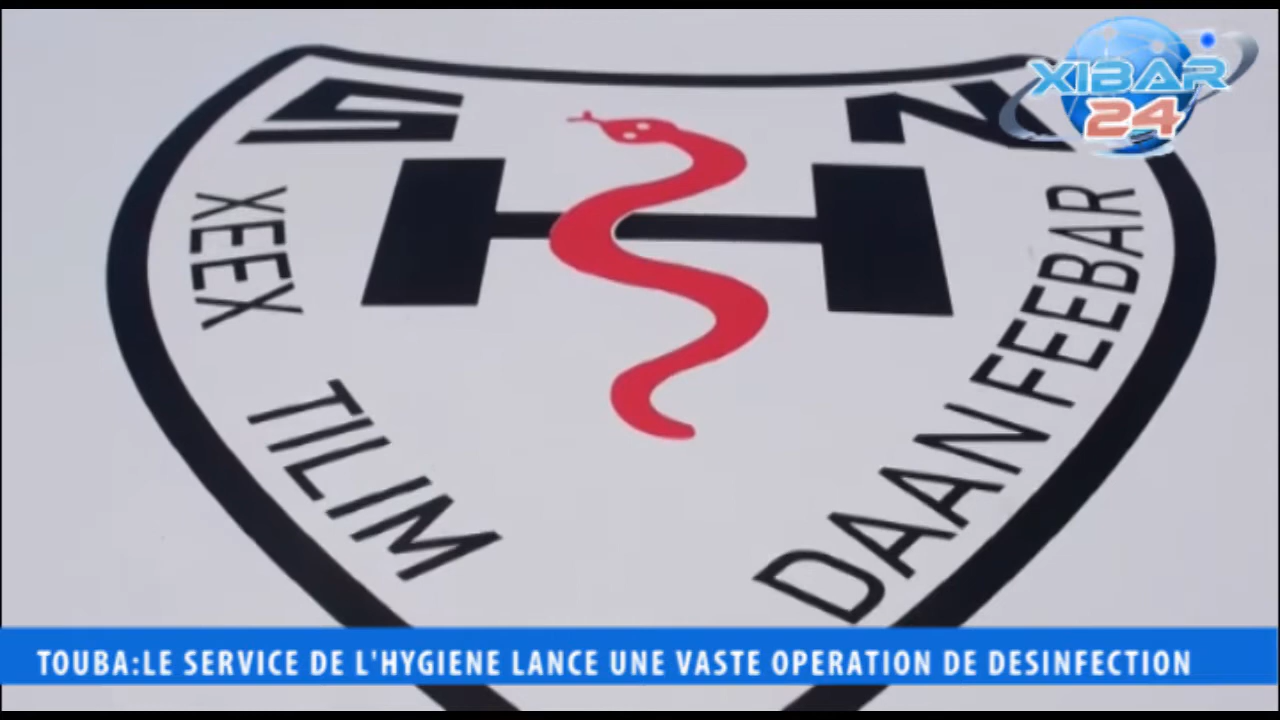 XIBAR
24
S N
H
XEEX TILIM
DAAN FEEBAR
TOUBA:LE SERVICE DE L'HYGIENE LANCE UNE VASTE OPERATION DE DESINFECTION